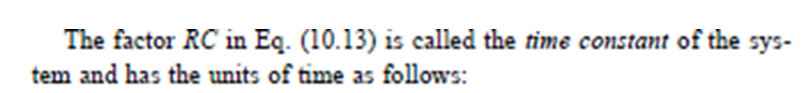 The factor RC in Eq. (10.13) is called the time constant of the sys-
tem and has the units of time as follows: